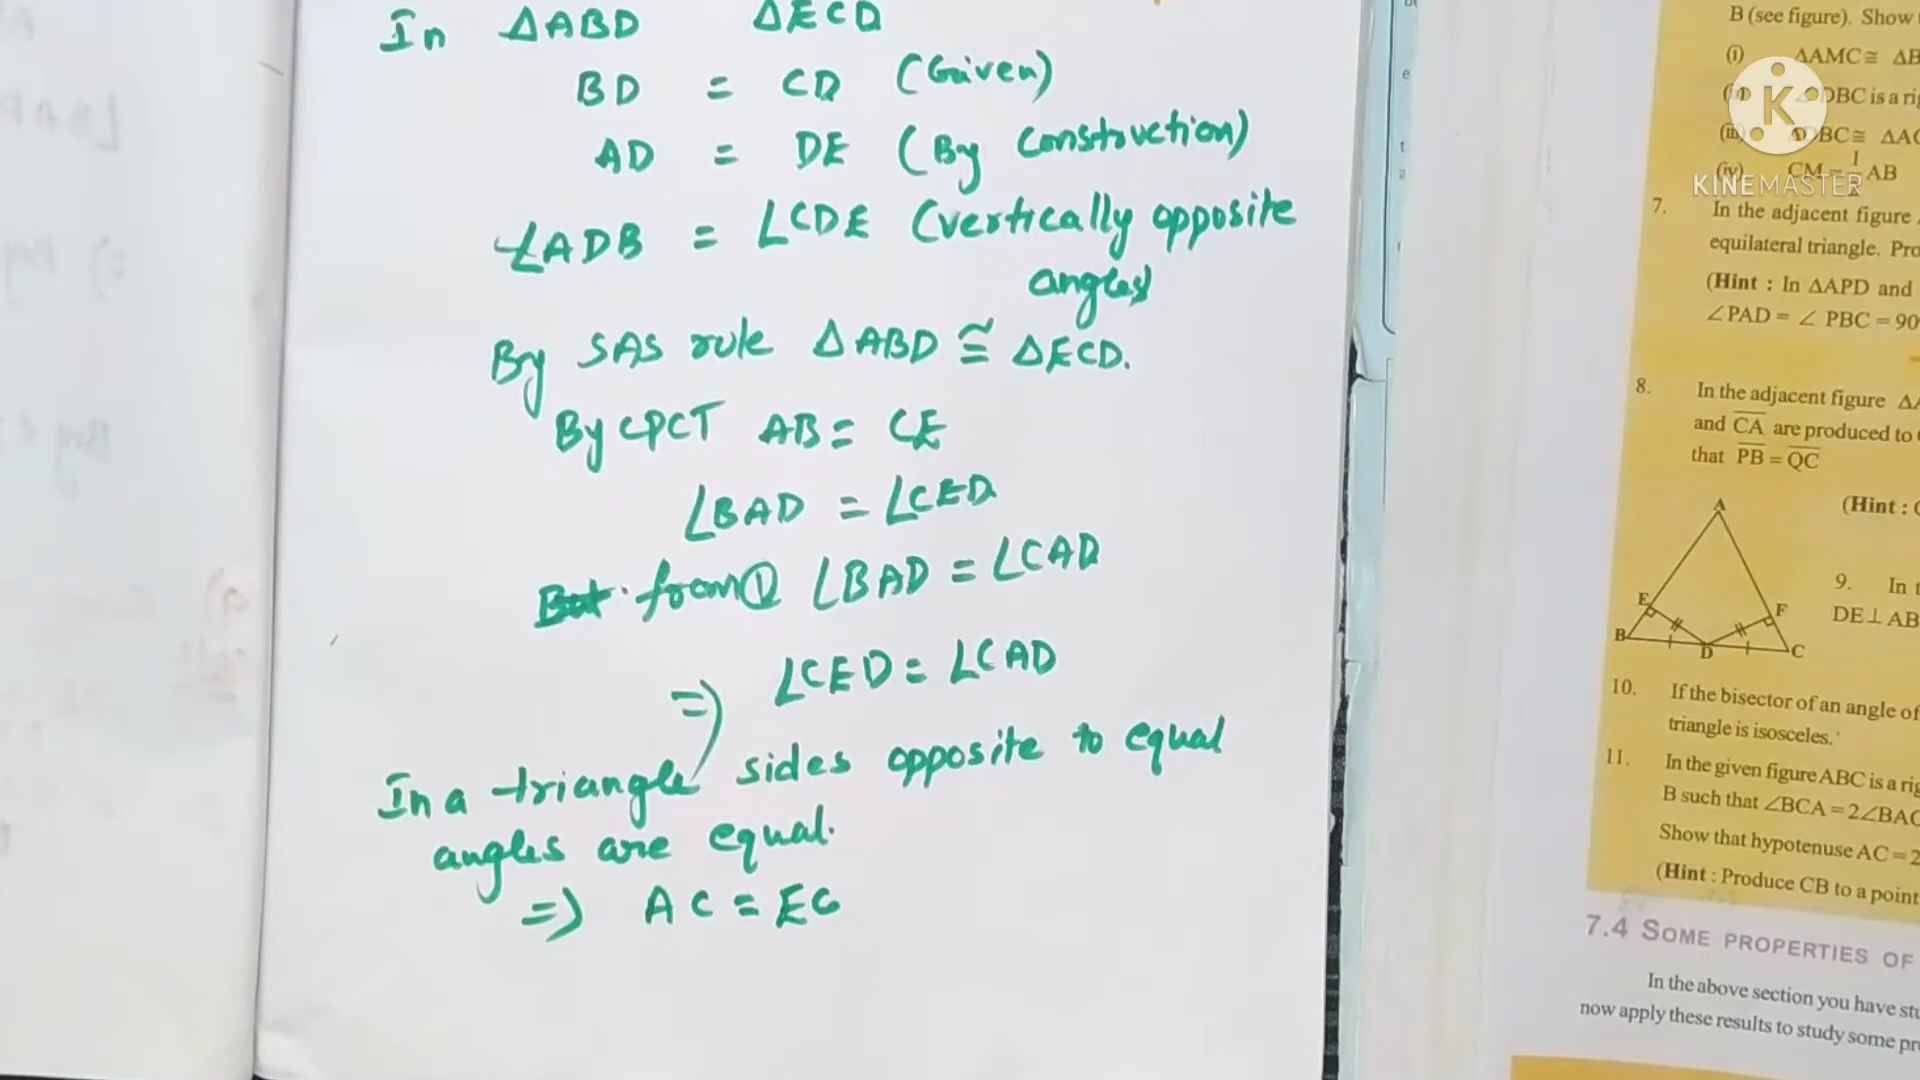 In ΔABD ΔECD
BD = CD (Given)
AD = DE (By construction)
∠ADB = ∠CDE (vertically opposite
angles)
By SAS rule ΔABD ≅ ΔECD.
By CPCT AB = CE
∠BAD = ∠CED
But from ① ∠BAD = ∠CAD
=> ∠CED = ∠CAD
In a triangle sides opposite to equal
angles are equal.
=> AC = EC
B (see figure). Show
(i) ΔAMC ≅ ΔB
DBC is a ri
(iii) DBC ≅ ΔAC
(iv) CM = AB
KINEMASTER
7. In the adjacent figure
equilateral triangle. Pro
(Hint : In ΔAPD and
∠PAD = ∠ PBC = 90
8. In the adjacent figure Δ
and CA are produced to
that PB = QC
(Hint :
A
E
F
B
D
C
9. In
DE⊥AB
10. If the bisector of an angle of
triangle is isosceles.
11. In the given figure ABC is a rig
B such that ∠BCA = 2∠BAC
Show that hypotenuse AC = 2
(Hint : Produce CB to a point
7.4 SOME PROPERTIES OF
In the above section you have stu
now apply these results to study some pr